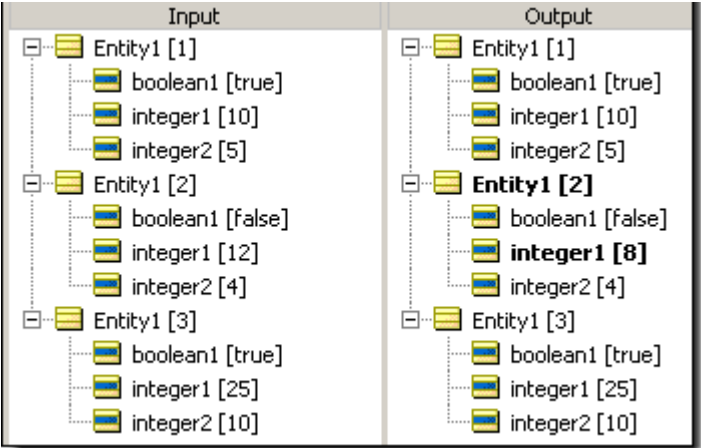 Input
Entity1 [1]
boolean1 [true]
integer1 [10]
integer2 [5]
Entity1 [2]
boolean1 [false]
integer1 [12]
integer2 [4]
Entity1 [3]
boolean1 [true]
integer1 [25]
integer2 [10]
Output
Entity1 [1]
boolean1 [true]
integer1 [10]
integer2 [5]
Entity1 [2]
boolean1 [false]
integer1 [8]
integer2 [4]
Entity1 [3]
boolean1 [true]
integer1 [25]
integer2 [10]